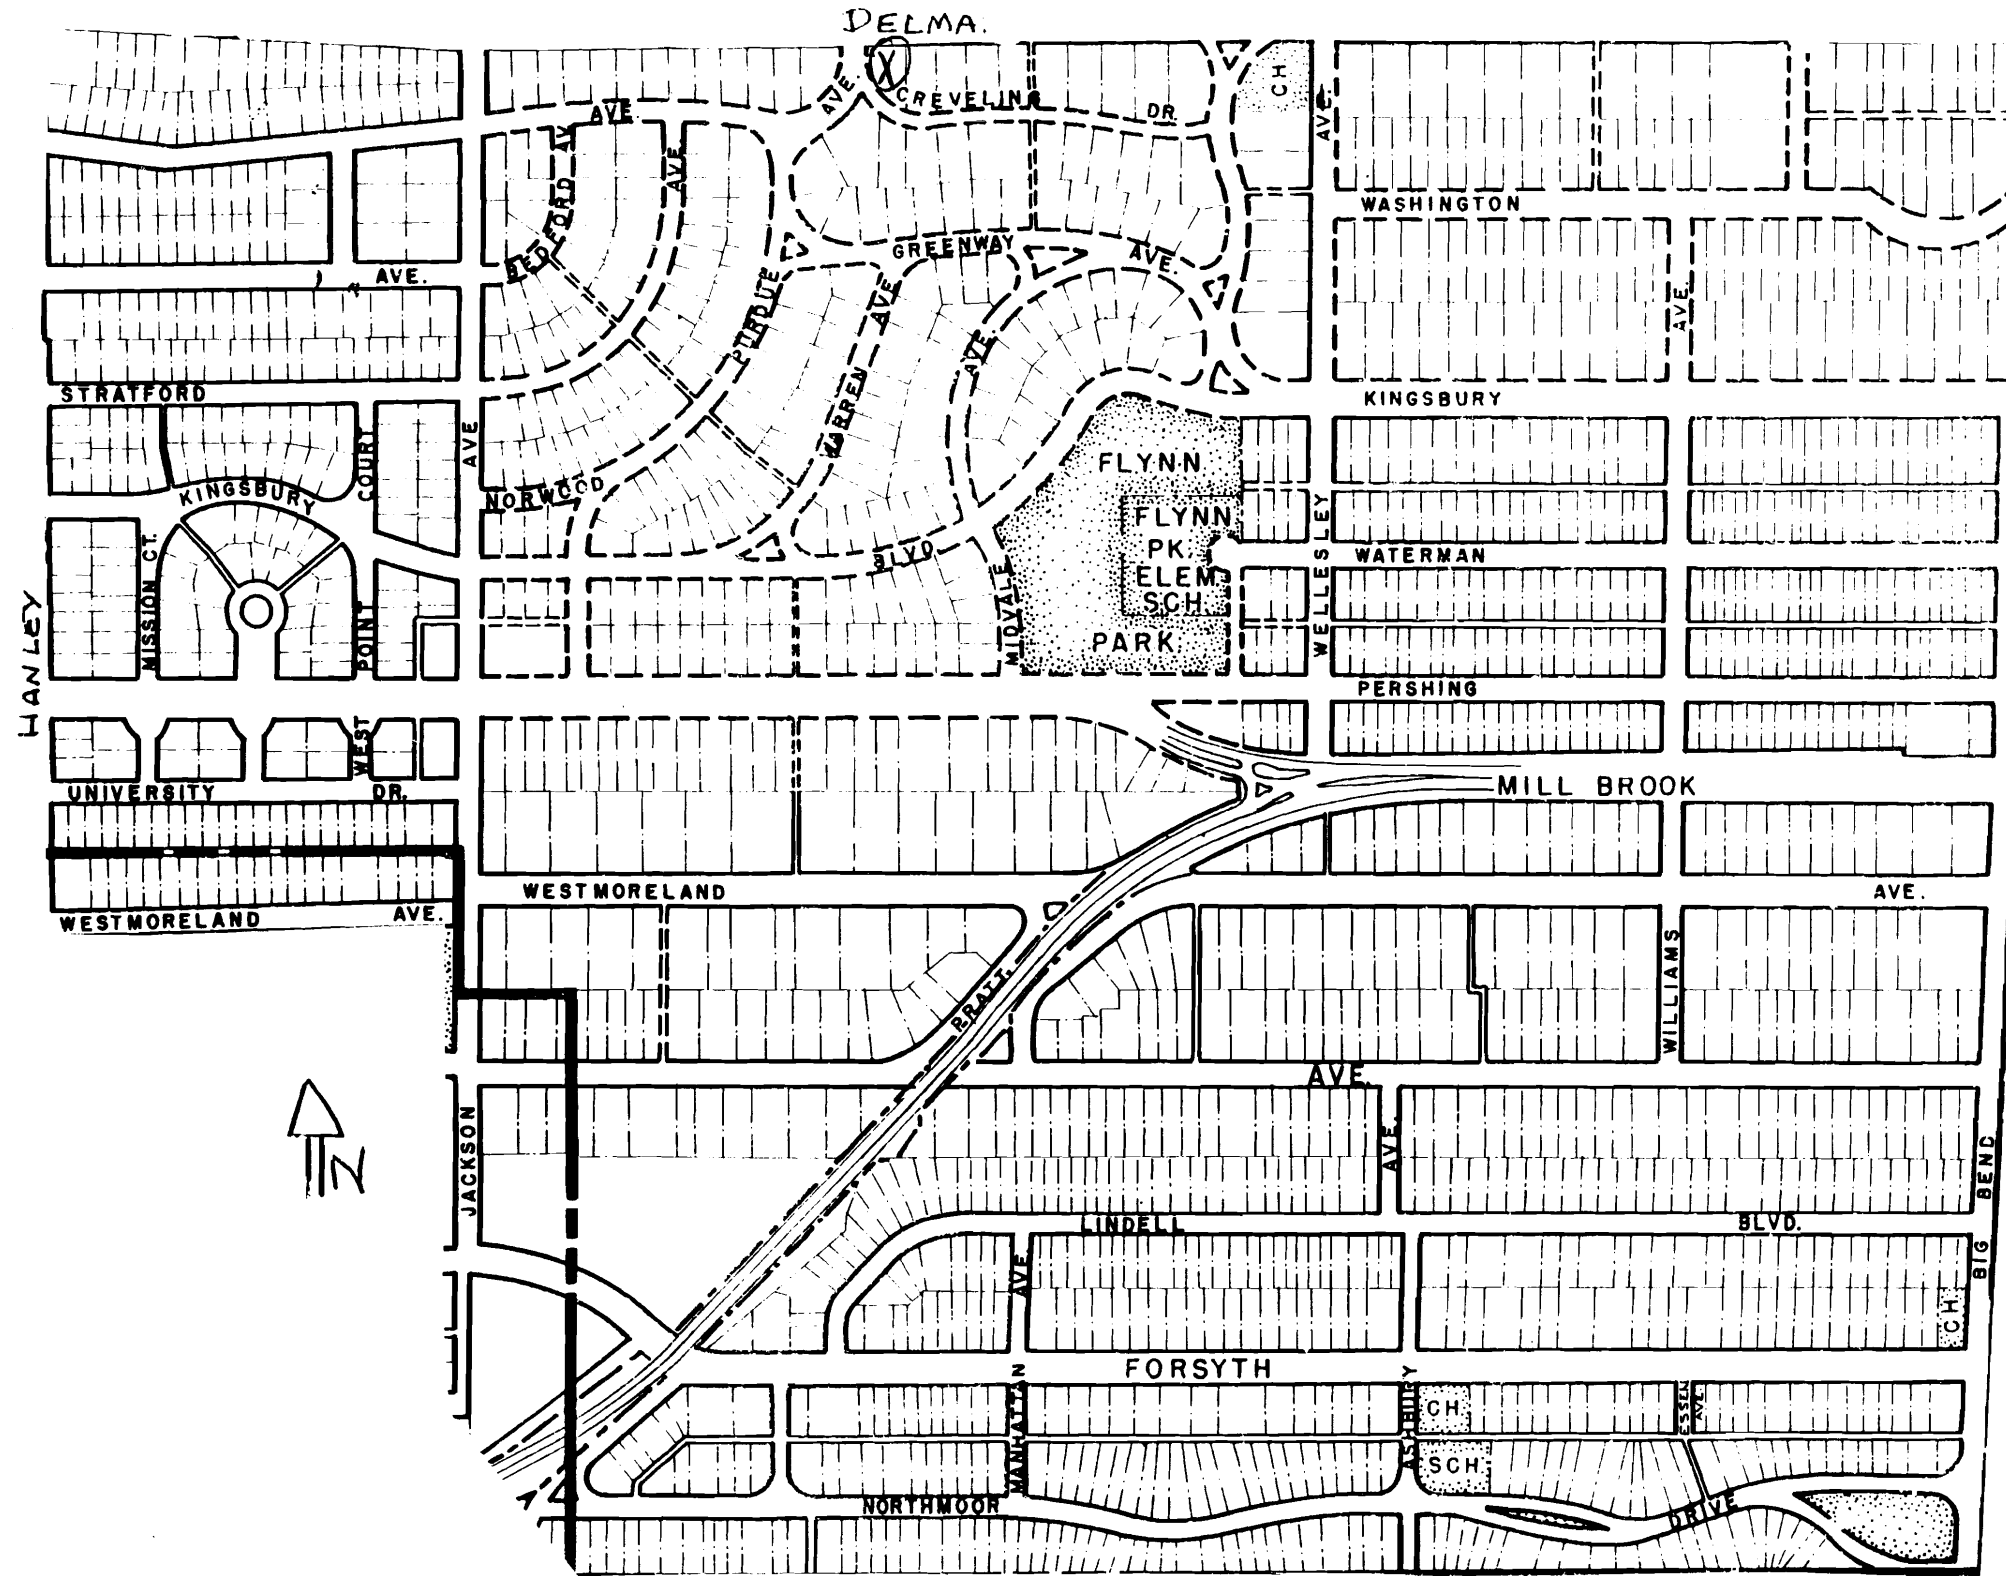 DELMA.
X
CH
AVE.
CREVELING
DR.
AVE.
AVE.
BEDFORD AV
AVE.
WASHINGTON
GREENWAY
AVE.
AVE.
PURDUE
WARREN
AVE
AVE.
AVE.
STRATFORD
KINGSBURY
AVE
COURT
KINGSBURY
NORWOOD
FLYNN
FLYNN
PK.
ELEM
SCH.
PARK
BLVD.
MIDVALE
WELLESLEY
WATERMAN
HANLEY
MISSION CT.
WEST POINT
PERSHING
UNIVERSITY
DR.
MILL BROOK
WESTMORELAND
AVE.
WESTMORELAND
AVE.
PRATT
WILLIAMS
N
JACKSON
AVE.
AVE.
BIG BEND
LINDELL
BLVD.
AVE
CH
FORSYTH
MANHATTAN
ASHBURY
CH
ESSEX AVE.
SCH.
NORTHMOOR
DRIVE